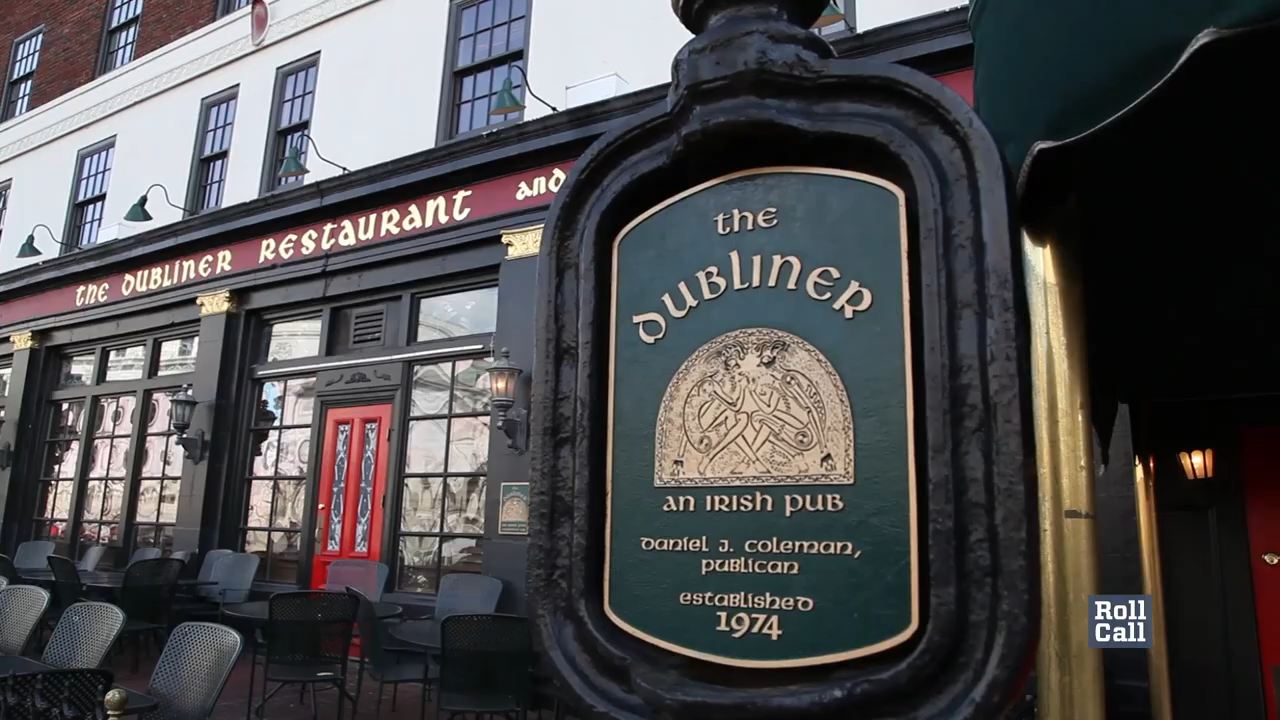 the DUBLINER RESTAURANT and
the
DUBLINER
an IRISH PUB
Daniel J. Coleman,
Publican
established
1974
Roll
Call